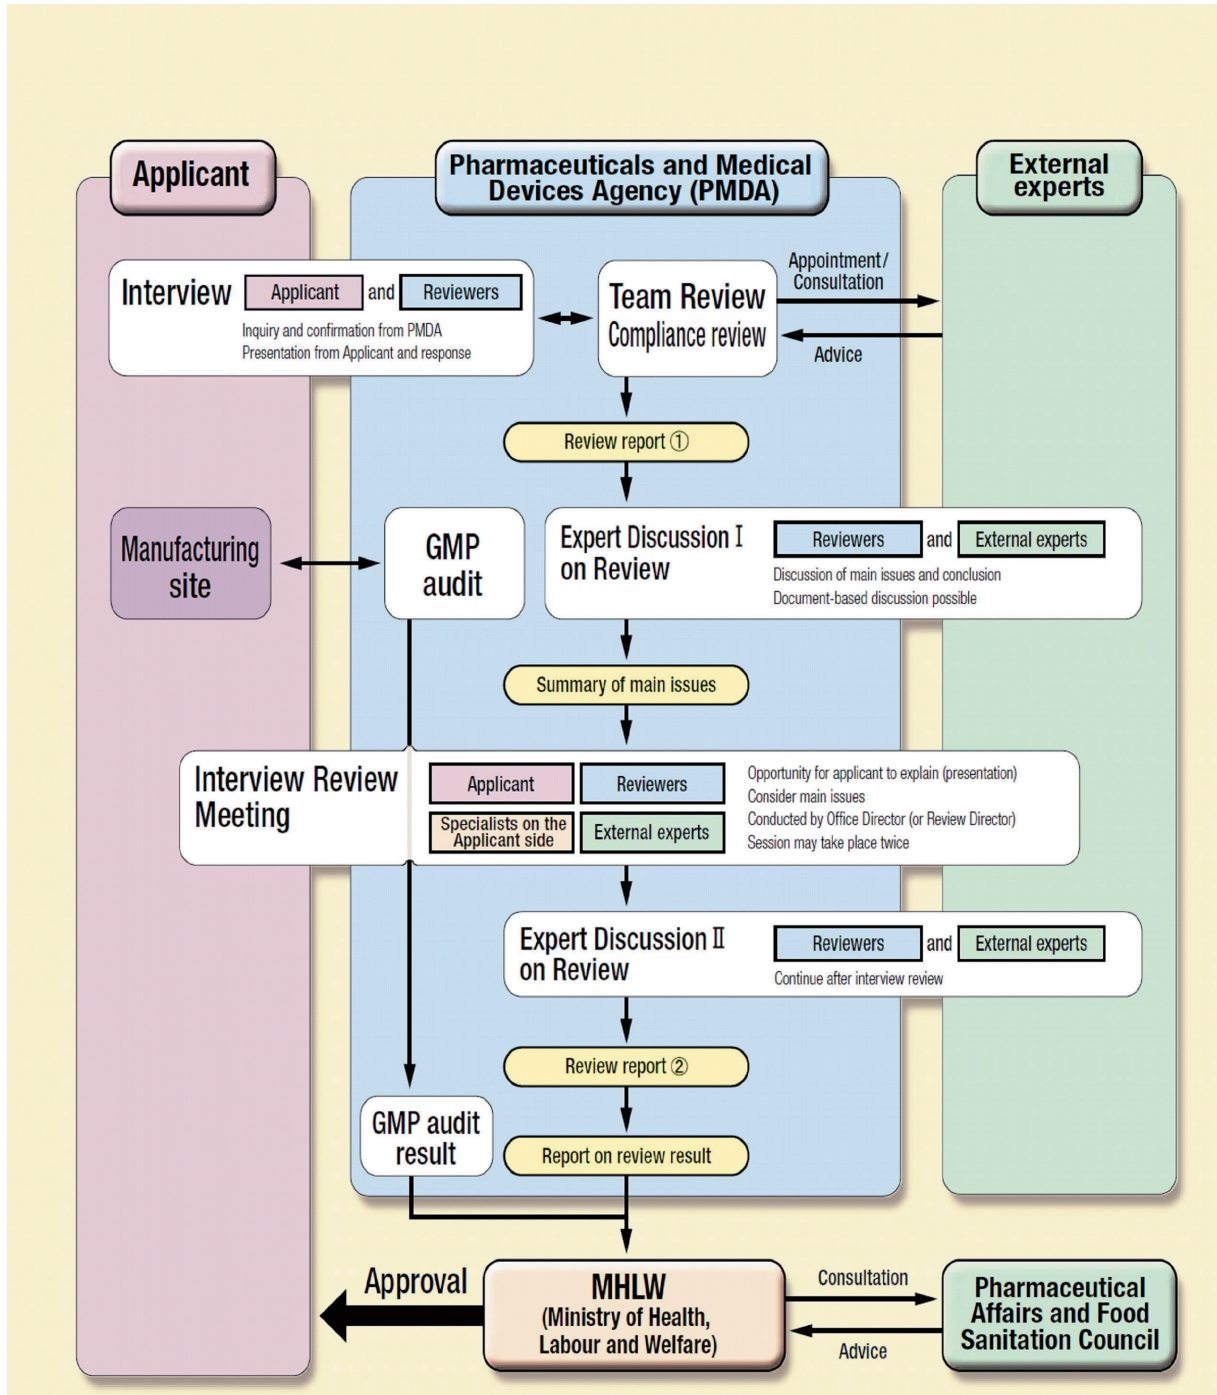 Applicant
Pharmaceuticals and Medical
Devices Agency (PMDA)
External
experts
Interview
Applicant and Reviewers
Inquiry and confirmation from PMDA
Presentation from Applicant and response
Team Review
Compliance review
Appointment/
Consultation
Advice
Review report ①
Manufacturing
site
GMP
audit
Expert Discussion Ⅰ
on Review
Reviewers and External experts
Discussion of main issues and conclusion
Document-based discussion possible
Summary of main issues
Interview Review
Meeting
Applicant
Reviewers
Specialists on the
Applicant side
External experts
Opportunity for applicant to explain (presentation)
Consider main issues
Conducted by Office Director (or Review Director)
Session may take place twice
Expert Discussion Ⅱ
on Review
Reviewers and External experts
Continue after interview review
Review report ②
GMP audit
result
Report on review result
Approval
MHLW
(Ministry of Health,
Labour and Welfare)
Consultation
Advice
Pharmaceutical
Affairs and Food
Sanitation Council